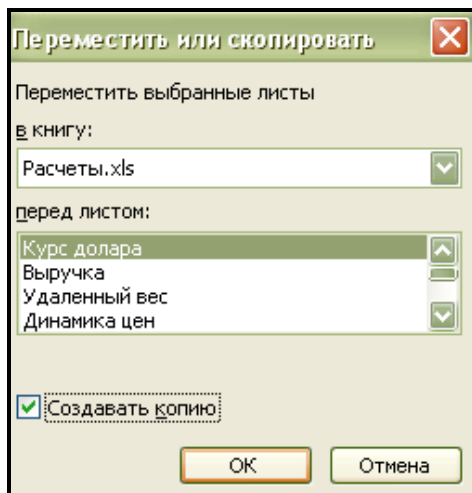 Переместить или скопировать
Переместить выбранные листы
в книгу:
Расчеты.xls
перед листом:
Курс долара
Выручка
Удаленный вес
Динамика цен
Создавать копию
ОК
Отмена